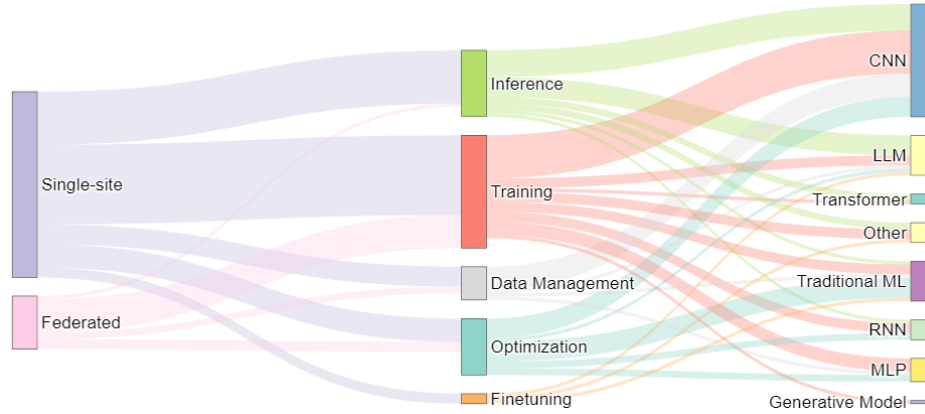 Single-site
Federated
Inference
Training
Data Management
Optimization
Finetuning
CNN
LLM
Transformer
Other
Traditional ML
RNN
MLP
Generative Model